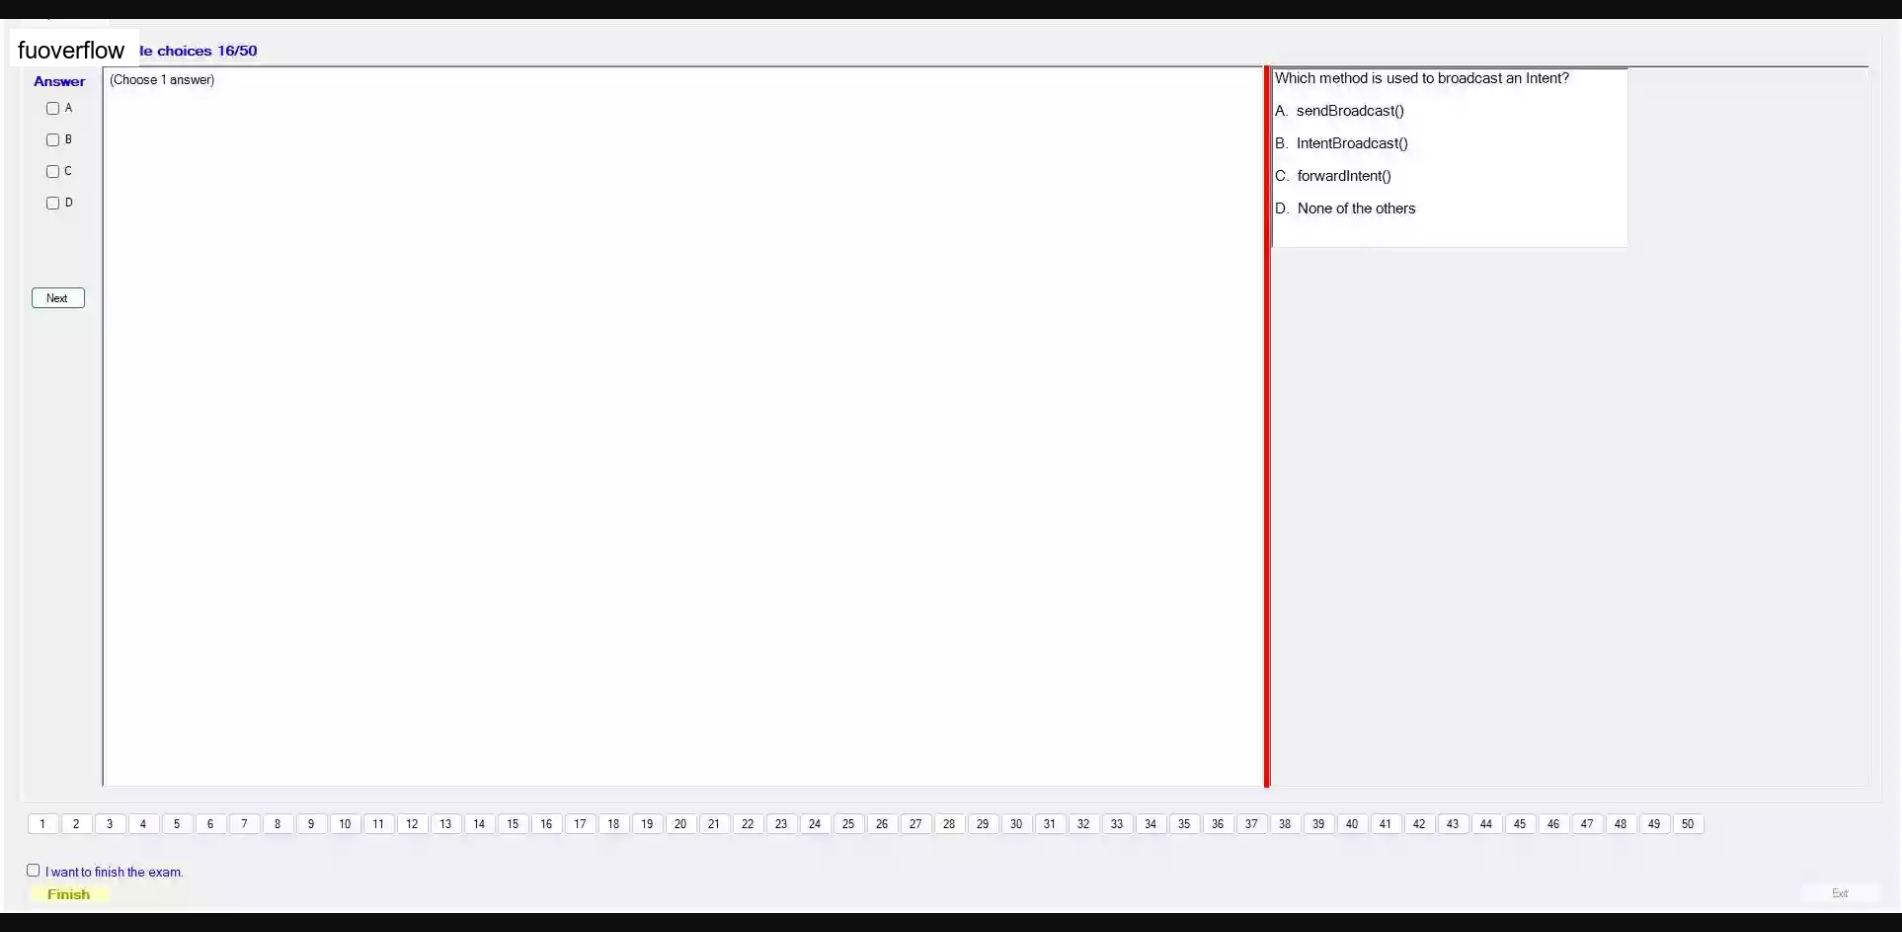 fuoverflow le choices 16/50
Answer
(Choose 1 answer)
A
B
C
D
Next
Which method is used to broadcast an Intent?
A. sendBroadcast()
B. IntentBroadcast()
C. forwardIntent()
D. None of the others
1 2 3 4 5 6 7 8 9 10 11 12 13 14 15 16 17 18 19 20 21 22 23 24 25 26 27 28 29 30 31 32 33 34 35 36 37 38 39 40 41 42 43 44 45 46 47 48 49 50
I want to finish the exam.
Finish
Exit